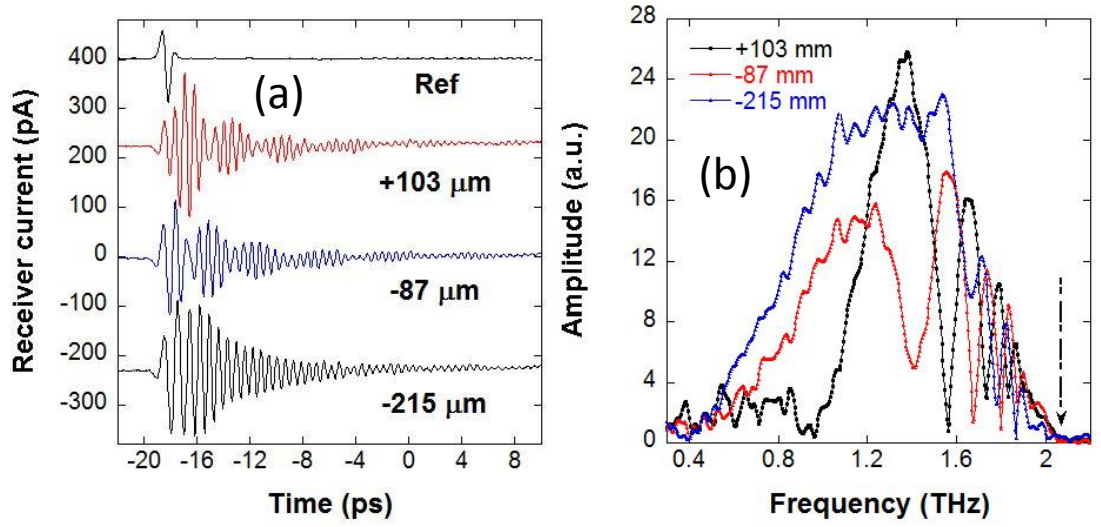 400
300
200
100
0
-100
-200
-300
Receiver current (pA)
(a)
Ref
+103 µm
-87 µm
-215 µm
-20 -16 -12 -8 -4 0 4 8
Time (ps)
28
24
20
16
12
8
4
0
Amplitude (a.u.)
+103 mm
-87 mm
-215 mm
(b)
0.4 0.8 1.2 1.6 2
Frequency (THz)